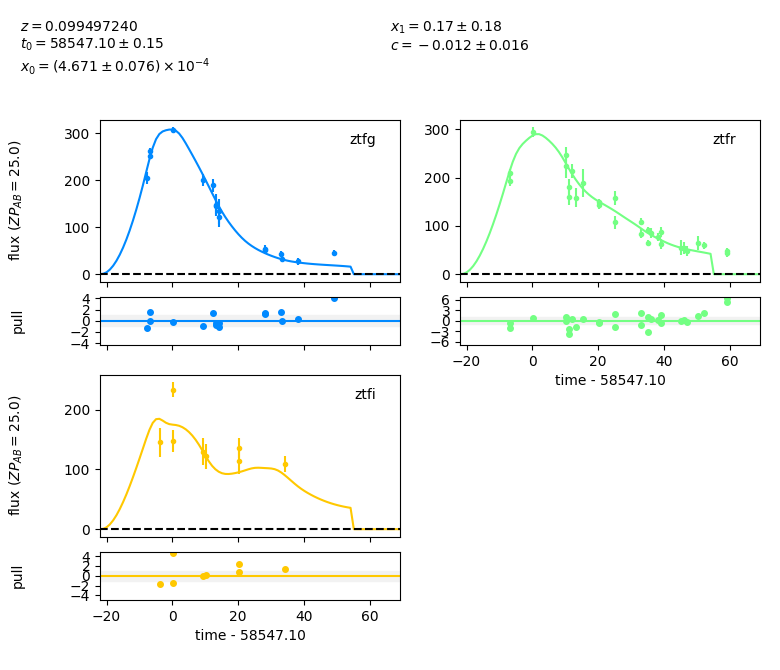 z = 0.099497240
t₀ = 58547.10 ± 0.15
x₀ = (4.671 ± 0.076) × 10⁻⁴
x₁ = 0.17 ± 0.18
c = −0.012 ± 0.016
ztfg
flux (ZP_AB = 25.0)
300
200
100
0
pull
4
2
0
−2
−4
ztfr
300
200
100
0
6
3
0
−3
−6
−20 0 20 40 60
time - 58547.10
ztfi
flux (ZP_AB = 25.0)
200
100
0
pull
4
2
0
−2
−4
−20 0 20 40 60
time - 58547.10